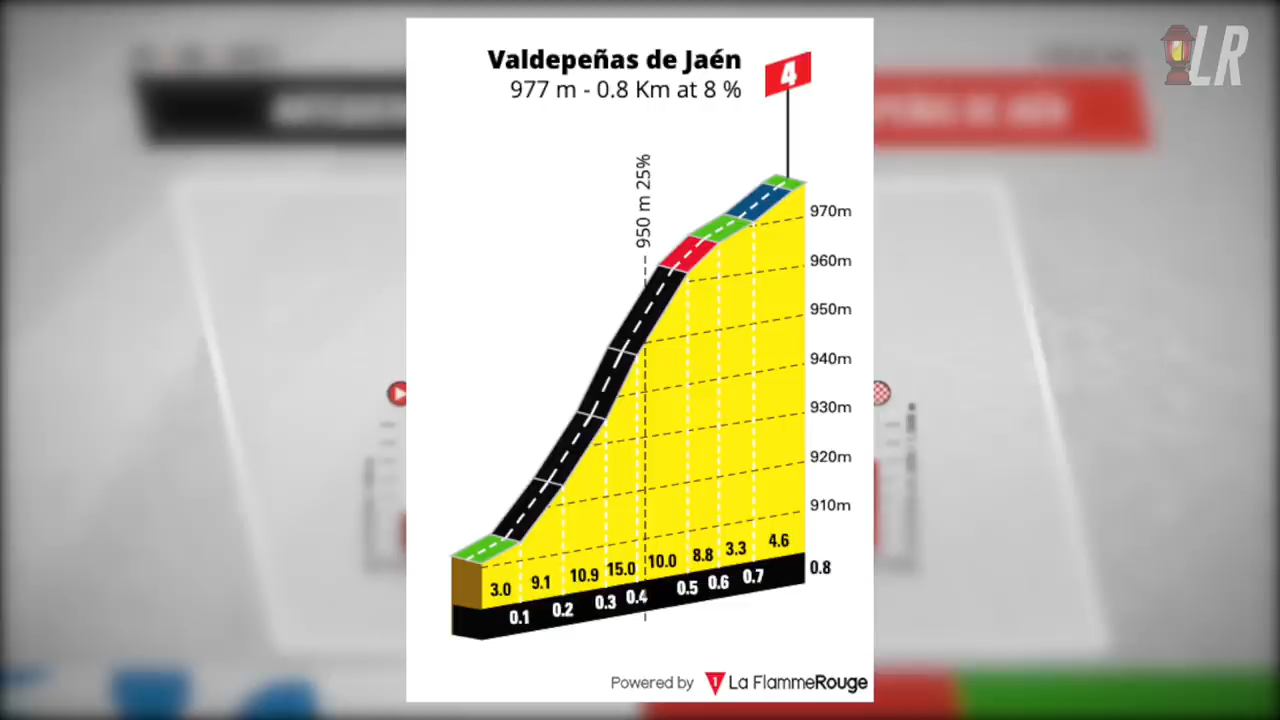 LR
Valdepeñas de Jaén
977 m - 0.8 Km at 8 %
4
950 m 25%
970m
960m
950m
940m
930m
920m
910m
3.0 9.1 10.9 15.0 10.0 8.8 3.3 4.6
0.1 0.2 0.3 0.4 0.5 0.6 0.7 0.8
Powered by 1 La FlammeRouge